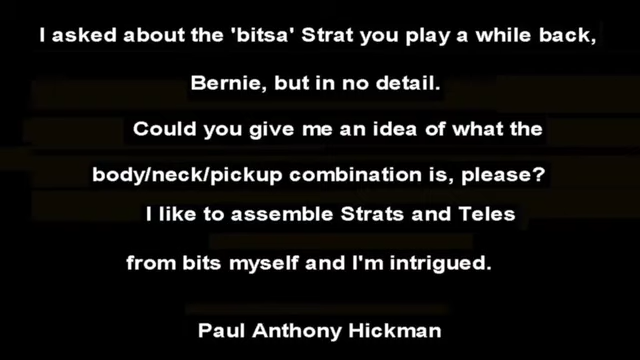 I asked about the 'bitsa' Strat you play a while back,
Bernie, but in no detail.
Could you give me an idea of what the
body/neck/pickup combination is, please?
I like to assemble Strats and Teles
from bits myself and I'm intrigued.
Paul Anthony Hickman